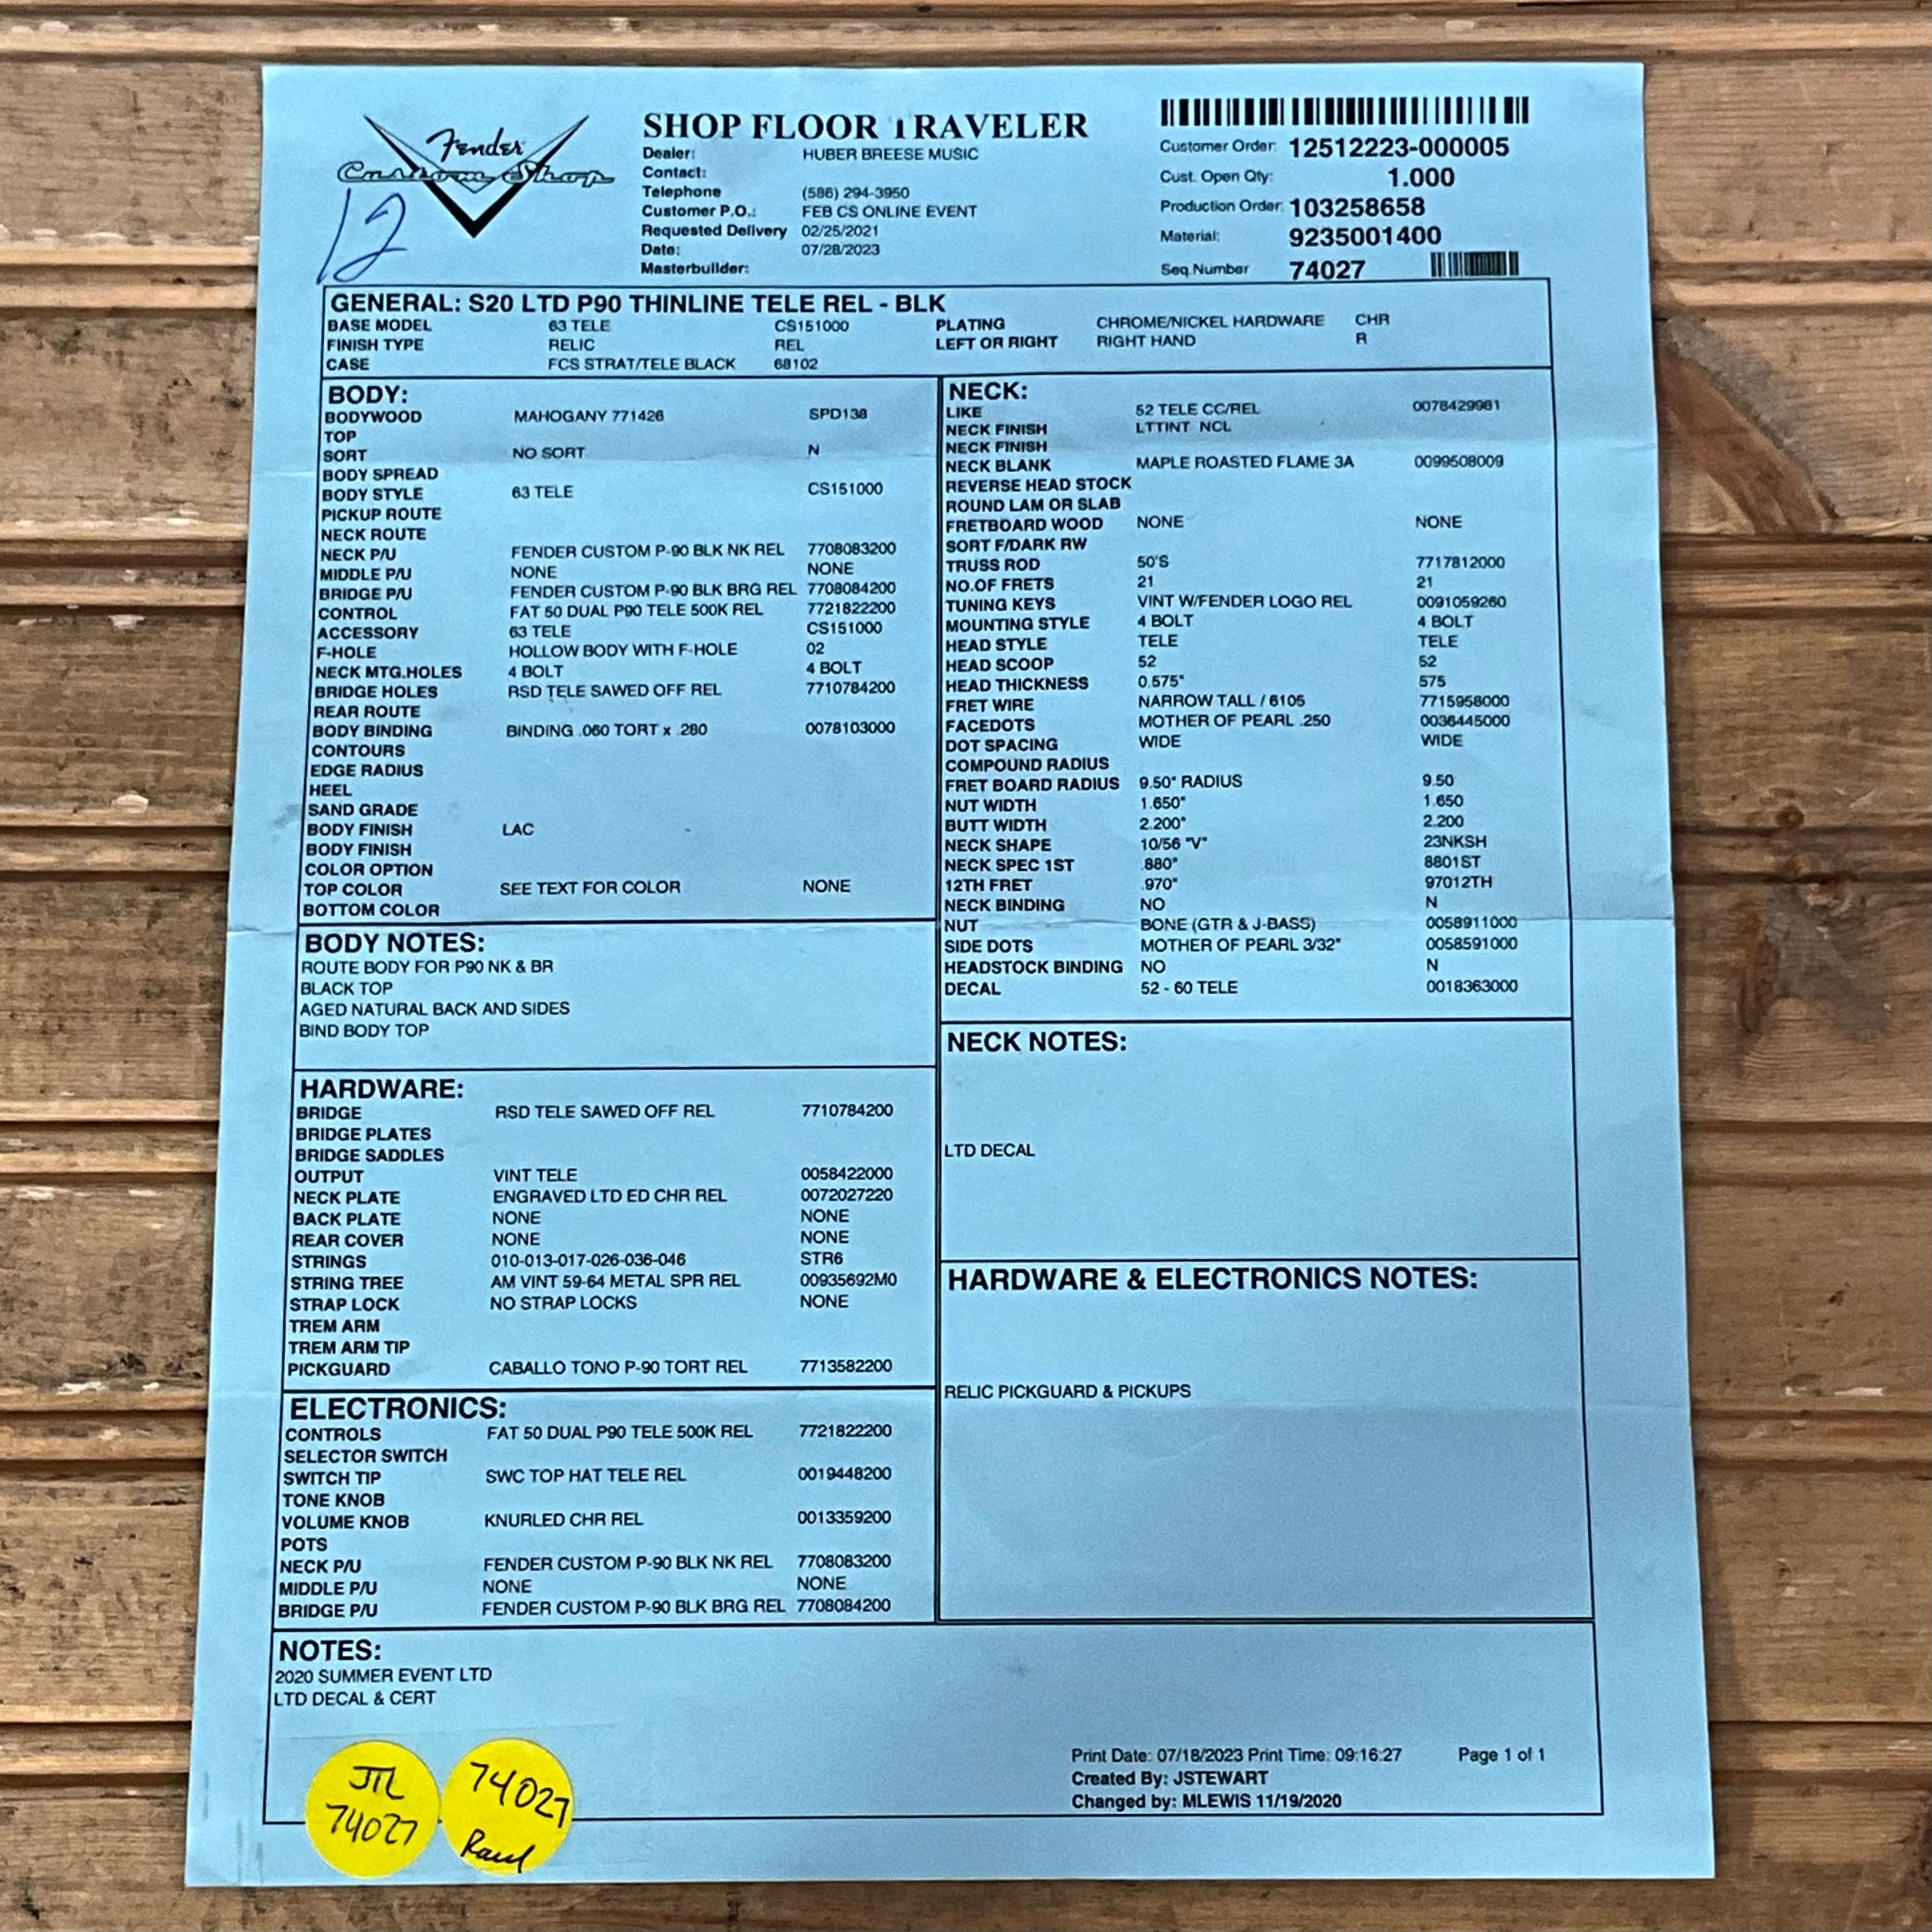 Fender
Custom Shop
12
SHOP FLOOR TRAVELER
Dealer: HUBER BREESE MUSIC
Contact:
Telephone (586) 294-3950
Customer P.O.: FEB CS ONLINE EVENT
Requested Delivery 02/25/2021
Date: 07/28/2023
Masterbuilder:
Customer Order: 12512223-000005
Cust. Open Qty: 1.000
Production Order: 103258658
Material: 9235001400
Seq.Number 74027
GENERAL: S20 LTD P90 THINLINE TELE REL - BLK
BASE MODEL 63 TELE CS151000 PLATING CHROME/NICKEL HARDWARE CHR
FINISH TYPE RELIC REL LEFT OR RIGHT RIGHT HAND R
CASE FCS STRAT/TELE BLACK 68102
BODY:
BODYWOOD MAHOGANY 771426 SPD138
TOP
SORT NO SORT N
BODY SPREAD
BODY STYLE 63 TELE CS151000
PICKUP ROUTE
NECK ROUTE
NECK P/U FENDER CUSTOM P-90 BLK NK REL 7708083200
MIDDLE P/U NONE NONE
BRIDGE P/U FENDER CUSTOM P-90 BLK BRG REL 7708084200
CONTROL FAT 50 DUAL P90 TELE 500K REL 7721822200
ACCESSORY 63 TELE CS151000
F-HOLE HOLLOW BODY WITH F-HOLE 02
NECK MTG.HOLES 4 BOLT 4 BOLT
BRIDGE HOLES RSD TELE SAWED OFF REL 7710784200
REAR ROUTE
BODY BINDING BINDING .060 TORT x .280 0078103000
CONTOURS
EDGE RADIUS
HEEL
SAND GRADE
BODY FINISH LAC
BODY FINISH
COLOR OPTION
TOP COLOR SEE TEXT FOR COLOR NONE
BOTTOM COLOR
BODY NOTES:
ROUTE BODY FOR P90 NK & BR
BLACK TOP
AGED NATURAL BACK AND SIDES
BIND BODY TOP
HARDWARE:
BRIDGE RSD TELE SAWED OFF REL 7710784200
BRIDGE PLATES
BRIDGE SADDLES
OUTPUT VINT TELE 0058422000
NECK PLATE ENGRAVED LTD ED CHR REL 0072027220
BACK PLATE NONE NONE
REAR COVER NONE NONE
STRINGS 010-013-017-026-036-046 STR6
STRING TREE AM VINT 59-64 METAL SPR REL 00935692M0
STRAP LOCK NO STRAP LOCKS NONE
TREM ARM
TREM ARM TIP
PICKGUARD CABALLO TONO P-90 TORT REL 7713582200
ELECTRONICS:
CONTROLS FAT 50 DUAL P90 TELE 500K REL 7721822200
SELECTOR SWITCH
SWITCH TIP SWC TOP HAT TELE REL 0019448200
TONE KNOB
VOLUME KNOB KNURLED CHR REL 0013359200
POTS
NECK P/U FENDER CUSTOM P-90 BLK NK REL 7708083200
MIDDLE P/U NONE NONE
BRIDGE P/U FENDER CUSTOM P-90 BLK BRG REL 7708084200
NECK:
LIKE 52 TELE CC/REL 0078429981
NECK FINISH LTTINT NCL
NECK FINISH
NECK BLANK MAPLE ROASTED FLAME 3A 0099508009
REVERSE HEAD STOCK
ROUND LAM OR SLAB
FRETBOARD WOOD NONE NONE
SORT F/DARK RW
TRUSS ROD 50'S 7717812000
NO.OF FRETS 21 21
TUNING KEYS VINT W/FENDER LOGO REL 0091059260
MOUNTING STYLE 4 BOLT 4 BOLT
HEAD STYLE TELE TELE
HEAD SCOOP 52 52
HEAD THICKNESS 0.575" 575
FRET WIRE NARROW TALL / 6105 7715958000
FACEDOTS MOTHER OF PEARL .250 0036445000
DOT SPACING WIDE WIDE
COMPOUND RADIUS
FRET BOARD RADIUS 9.50" RADIUS 9.50
NUT WIDTH 1.650" 1.650
BUTT WIDTH 2.200" 2.200
NECK SHAPE 10/56 "V" 23NKSH
NECK SPEC 1ST .880" 8801ST
12TH FRET .970" 97012TH
NECK BINDING NO N
NUT BONE (GTR & J-BASS) 0058911000
SIDE DOTS MOTHER OF PEARL 3/32" 0058591000
HEADSTOCK BINDING NO N
DECAL 52 - 60 TELE 0018363000
NECK NOTES:
LTD DECAL
HARDWARE & ELECTRONICS NOTES:
RELIC PICKGUARD & PICKUPS
NOTES:
2020 SUMMER EVENT LTD
LTD DECAL & CERT
Print Date: 07/18/2023 Print Time: 09:16:27 Page 1 of 1
Created By: JSTEWART
Changed by: MLEWIS 11/19/2020
74027
74027
Raul